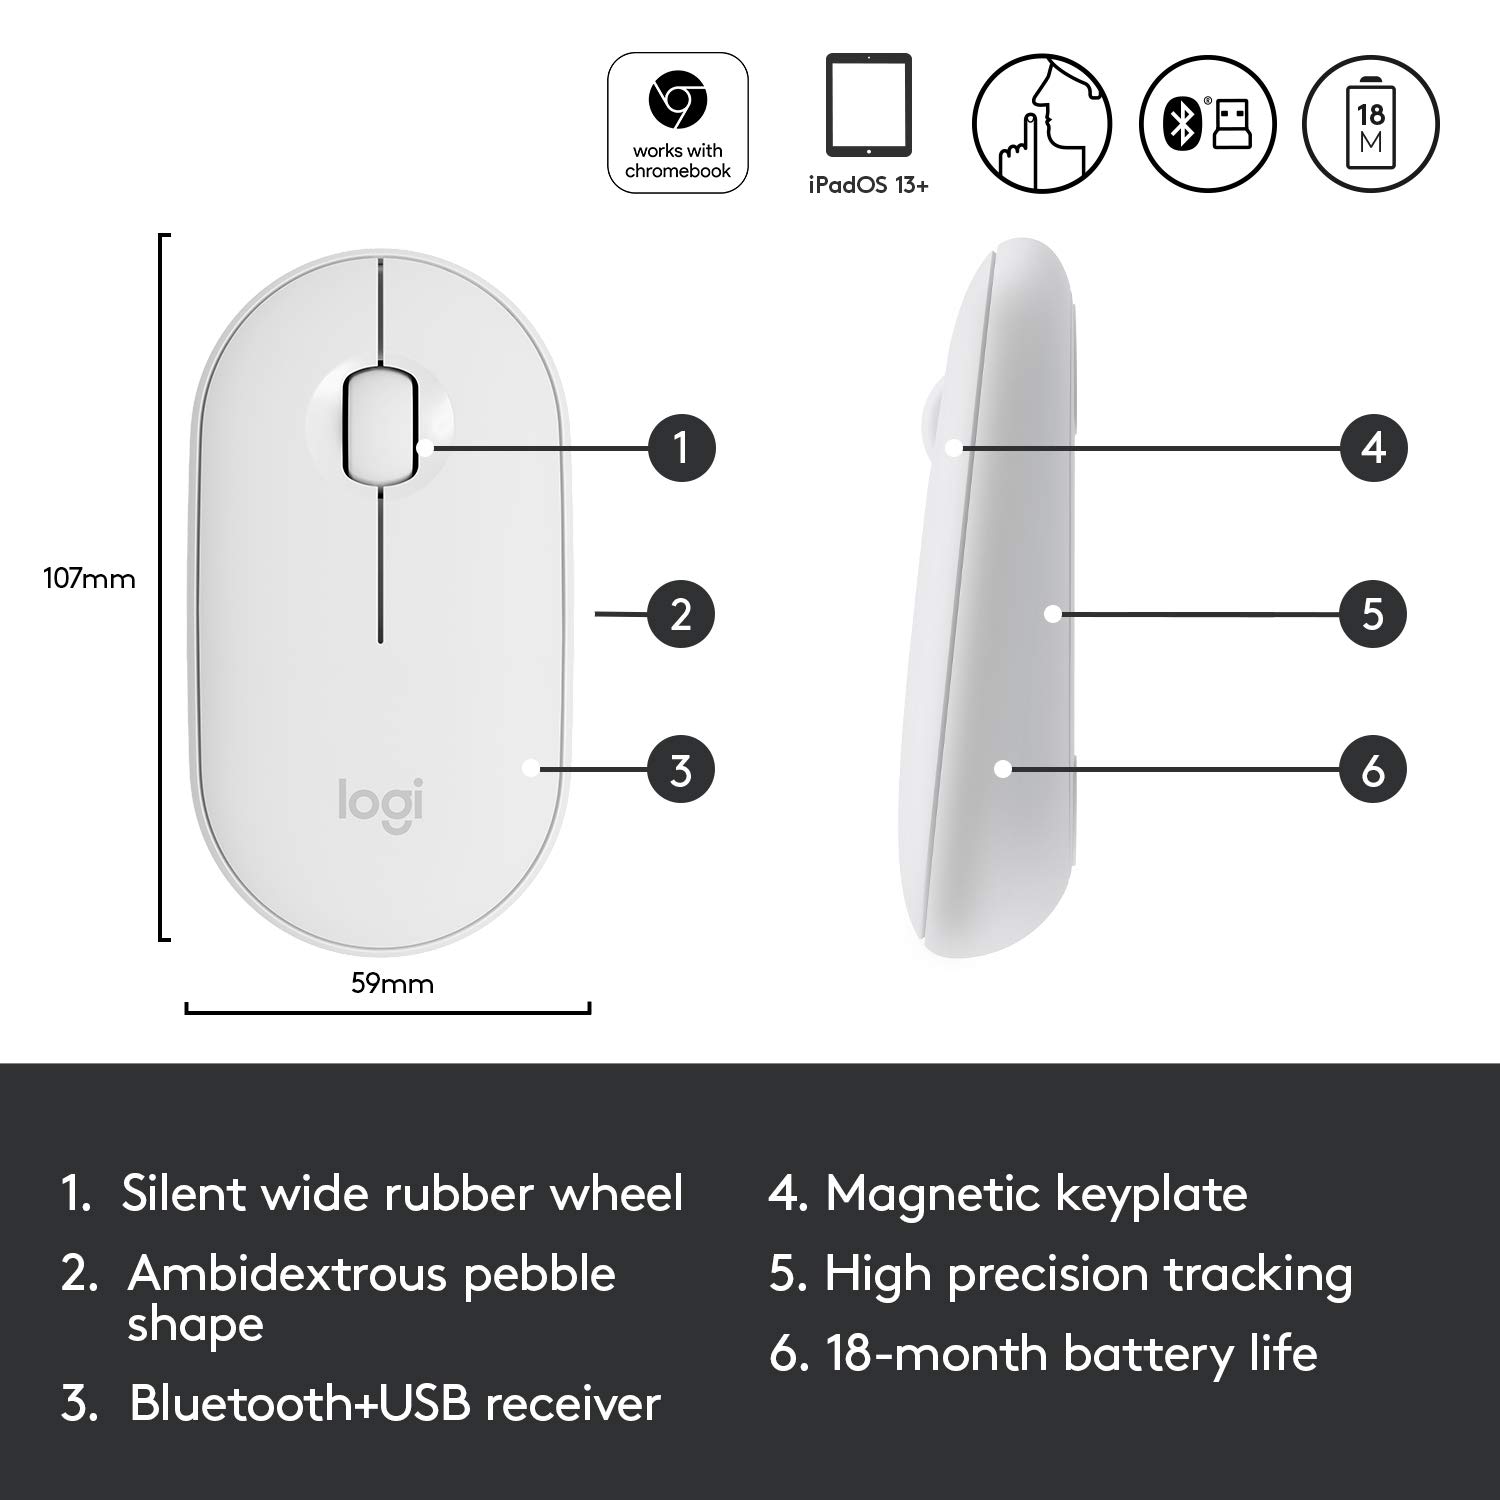 works with
chromebook
iPadOS 13+
®
18
M
107mm
1
2
3
4
5
6
logi
59mm
1. Silent wide rubber wheel
2. Ambidextrous pebble
shape
3. Bluetooth+USB receiver
4. Magnetic keyplate
5. High precision tracking
6. 18-month battery life